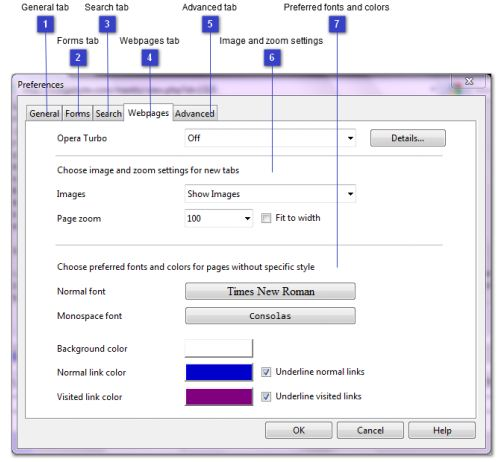 General tab Search tab Advanced tab Preferred fonts and colors
1 3 5 7
Forms tab Webpages tab Image and zoom settings
2 4 6
Preferences
General Forms Search Webpages Advanced
Opera Turbo Off Details...
Choose image and zoom settings for new tabs
Images Show Images
Page zoom 100 Fit to width
Choose preferred fonts and colors for pages without specific style
Normal font Times New Roman
Monospace font Consolas
Background color
Normal link color Underline normal links
Visited link color Underline visited links
OK Cancel Help